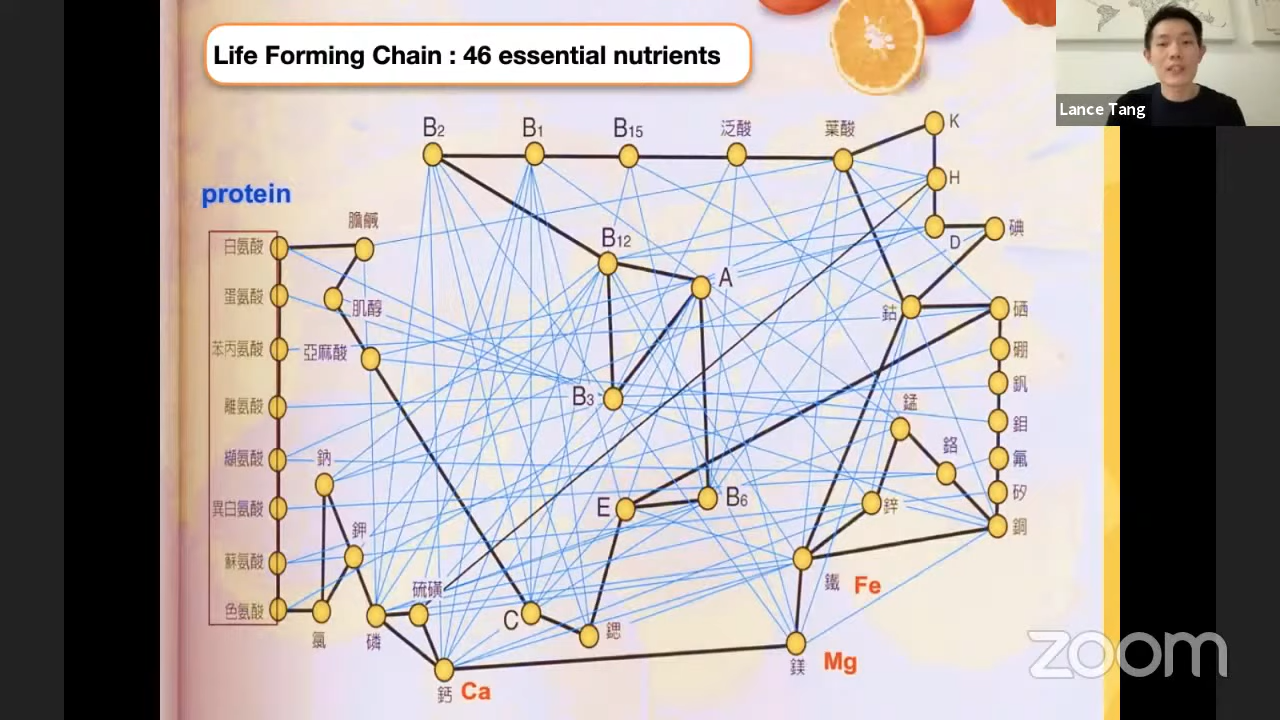 Life Forming Chain : 46 essential nutrients
Lance Tang
B2
B1
B15
泛酸
葉酸
K
H
D
碘
protein
膽鹹
白氨酸
蛋氨酸
苯丙氨酸
離氨酸
纈氨酸
異白氨酸
蘇氨酸
色氨酸
肌醇
亞麻酸
B12
A
B3
鈷
硒
硼
釩
鉬
氟
矽
銅
錳
鉻
鋅
鈉
鉀
氯
磷
硫磺
E
B6
C
鍶
鐵 Fe
鎂 Mg
鈣 Ca
zoom